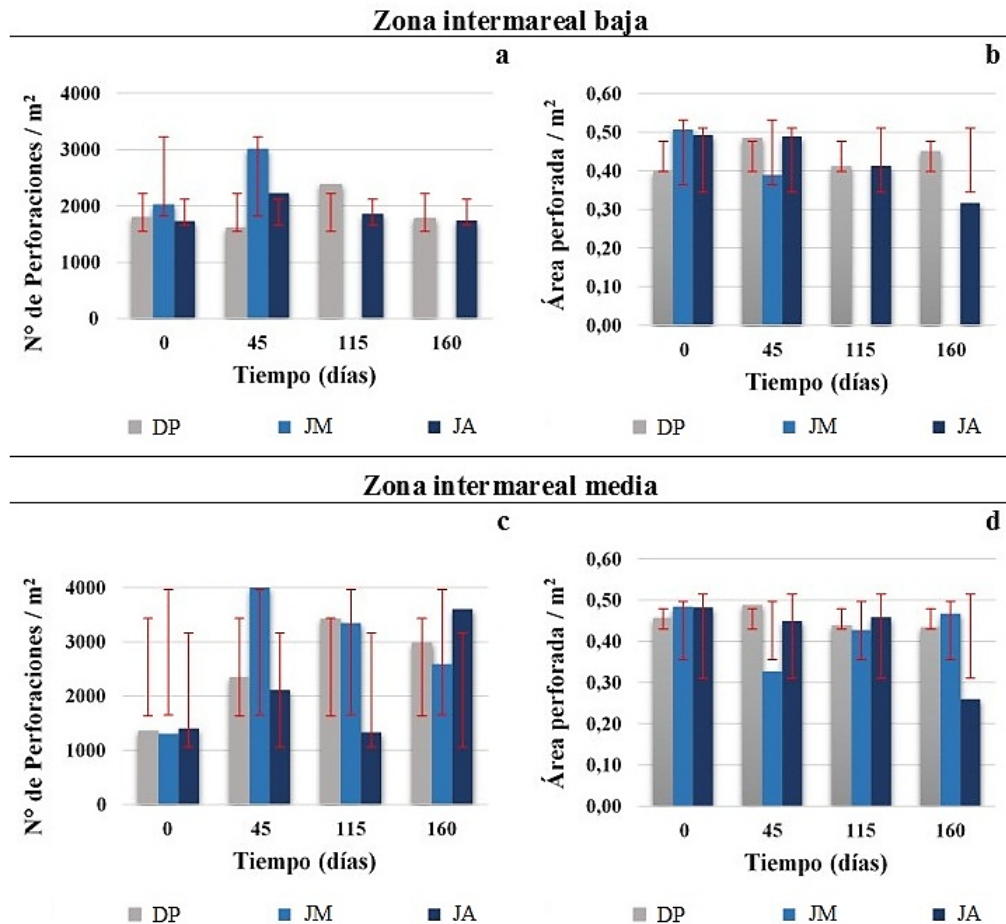 Zona intermareal baja
a
N° de Perforaciones / m²
4000
3000
2000
1000
0
0 45 115 160
Tiempo (días)
DP JM JA
b
Área perforada / m²
0,60
0,50
0,40
0,30
0,20
0,10
0,00
0 45 115 160
Tiempo (días)
DP JM JA
Zona intermareal media
c
N° de Perforaciones / m²
4000
3000
2000
1000
0
0 45 115 160
Tiempo (días)
DP JM JA
d
Área perforada / m²
0,60
0,50
0,40
0,30
0,20
0,10
0,00
0 45 115 160
Tiempo (días)
DP JM JA